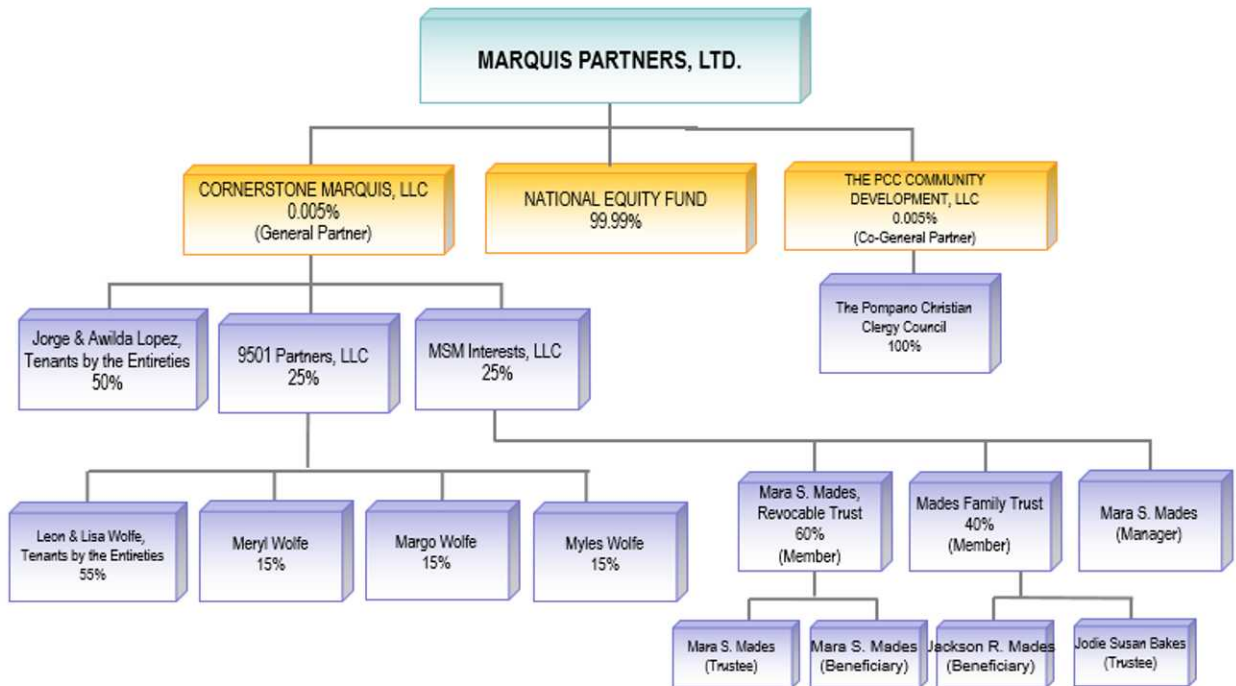 MARQUIS PARTNERS, LTD.
CORNERSTONE MARQUIS, LLC
0.005%
(General Partner)
NATIONAL EQUITY FUND
99.99%
THE PCC COMMUNITY
DEVELOPMENT, LLC
0.005%
(Co-General Partner)
Jorge & Awilda Lopez,
Tenants by the Entireties
50%
9501 Partners, LLC
25%
MSM Interests, LLC
25%
The Pompano Christian
Clergy Council
100%
Leon & Lisa Wolfe,
Tenants by the Entireties
55%
Meryl Wolfe
15%
Margo Wolfe
15%
Myles Wolfe
15%
Mara S. Mades,
Revocable Trust
60%
(Member)
Mades Family Trust
40%
(Member)
Mara S. Mades
(Manager)
Mara S. Mades
(Trustee)
Mara S. Mades
(Beneficiary)
Jackson R. Mades
(Beneficiary)
Jodie Susan Bakes
(Trustee)